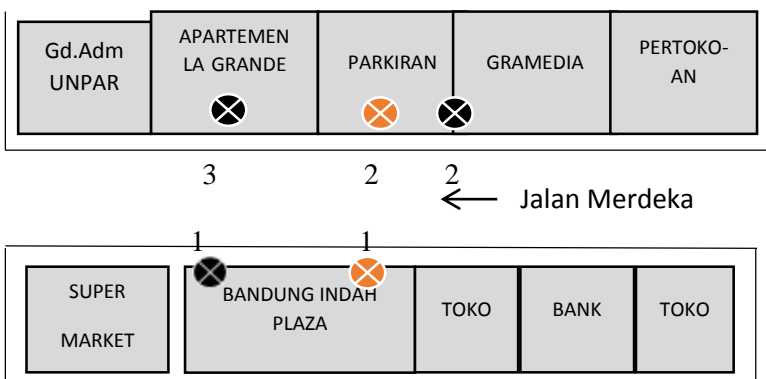 Gd.Adm
UNPAR
APARTEMEN
LA GRANDE
PARKIRAN
GRAMEDIA
PERTOKO-
AN
3
2
2
Jalan Merdeka
1
1
SUPER
MARKET
BANDUNG INDAH
PLAZA
TOKO
BANK
TOKO